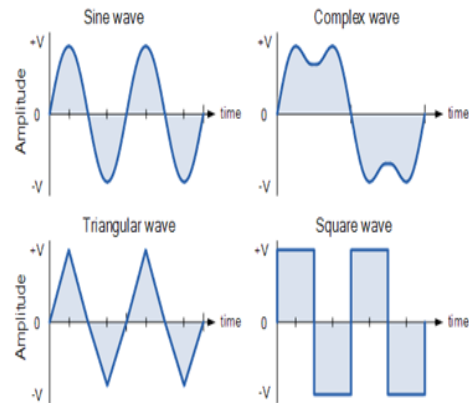 Sine wave
+V
0
-V
Amplitude
time
Complex wave
+V
0
-V
time
Triangular wave
+V
0
-V
Amplitude
time
Square wave
+V
0
-V
time